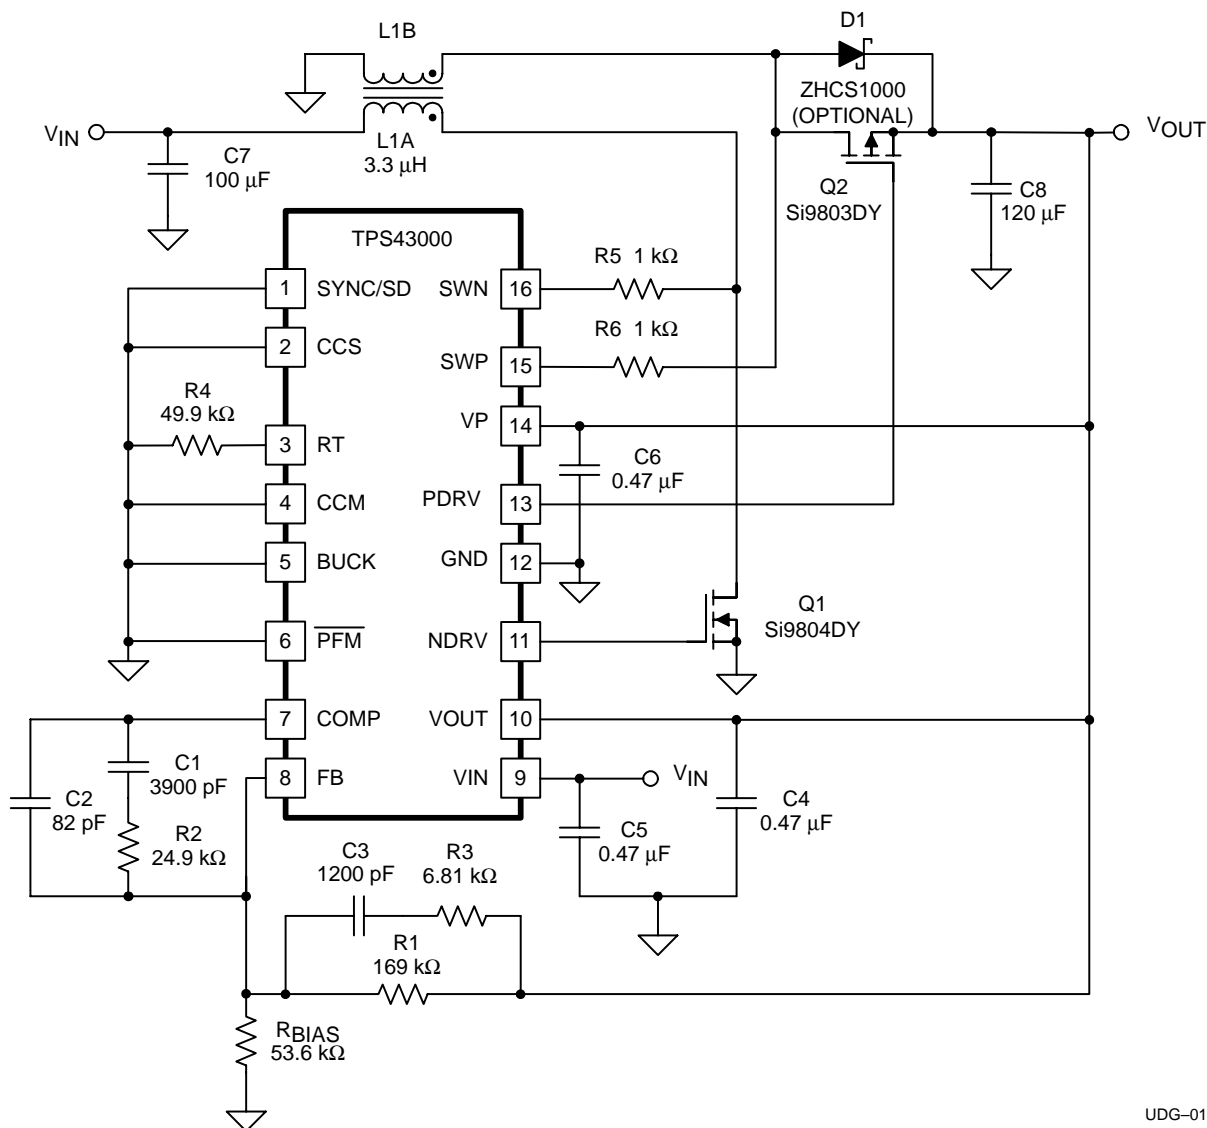 L1B
D1
ZHCS1000
(OPTIONAL)
VIN
L1A
3.3 µH
VOUT
C7
100 µF
Q2
Si9803DY
C8
120 µF
TPS43000
R5 1 kΩ
1 SYNC/SD
SWN 16
R6 1 kΩ
2 CCS
SWP 15
R4
49.9 kΩ
VP 14
3 RT
C6
0.47 µF
4 CCM
PDRV 13
5 BUCK
GND 12
Q1
Si9804DY
6 PFM
NDRV 11
7 COMP
VOUT 10
C1
3900 pF
8 FB
VIN 9
VIN
C2
82 pF
C4
0.47 µF
R2
24.9 kΩ
C5
0.47 µF
C3
1200 pF
R3
6.81 kΩ
R1
169 kΩ
RBIAS
53.6 kΩ
UDG–01